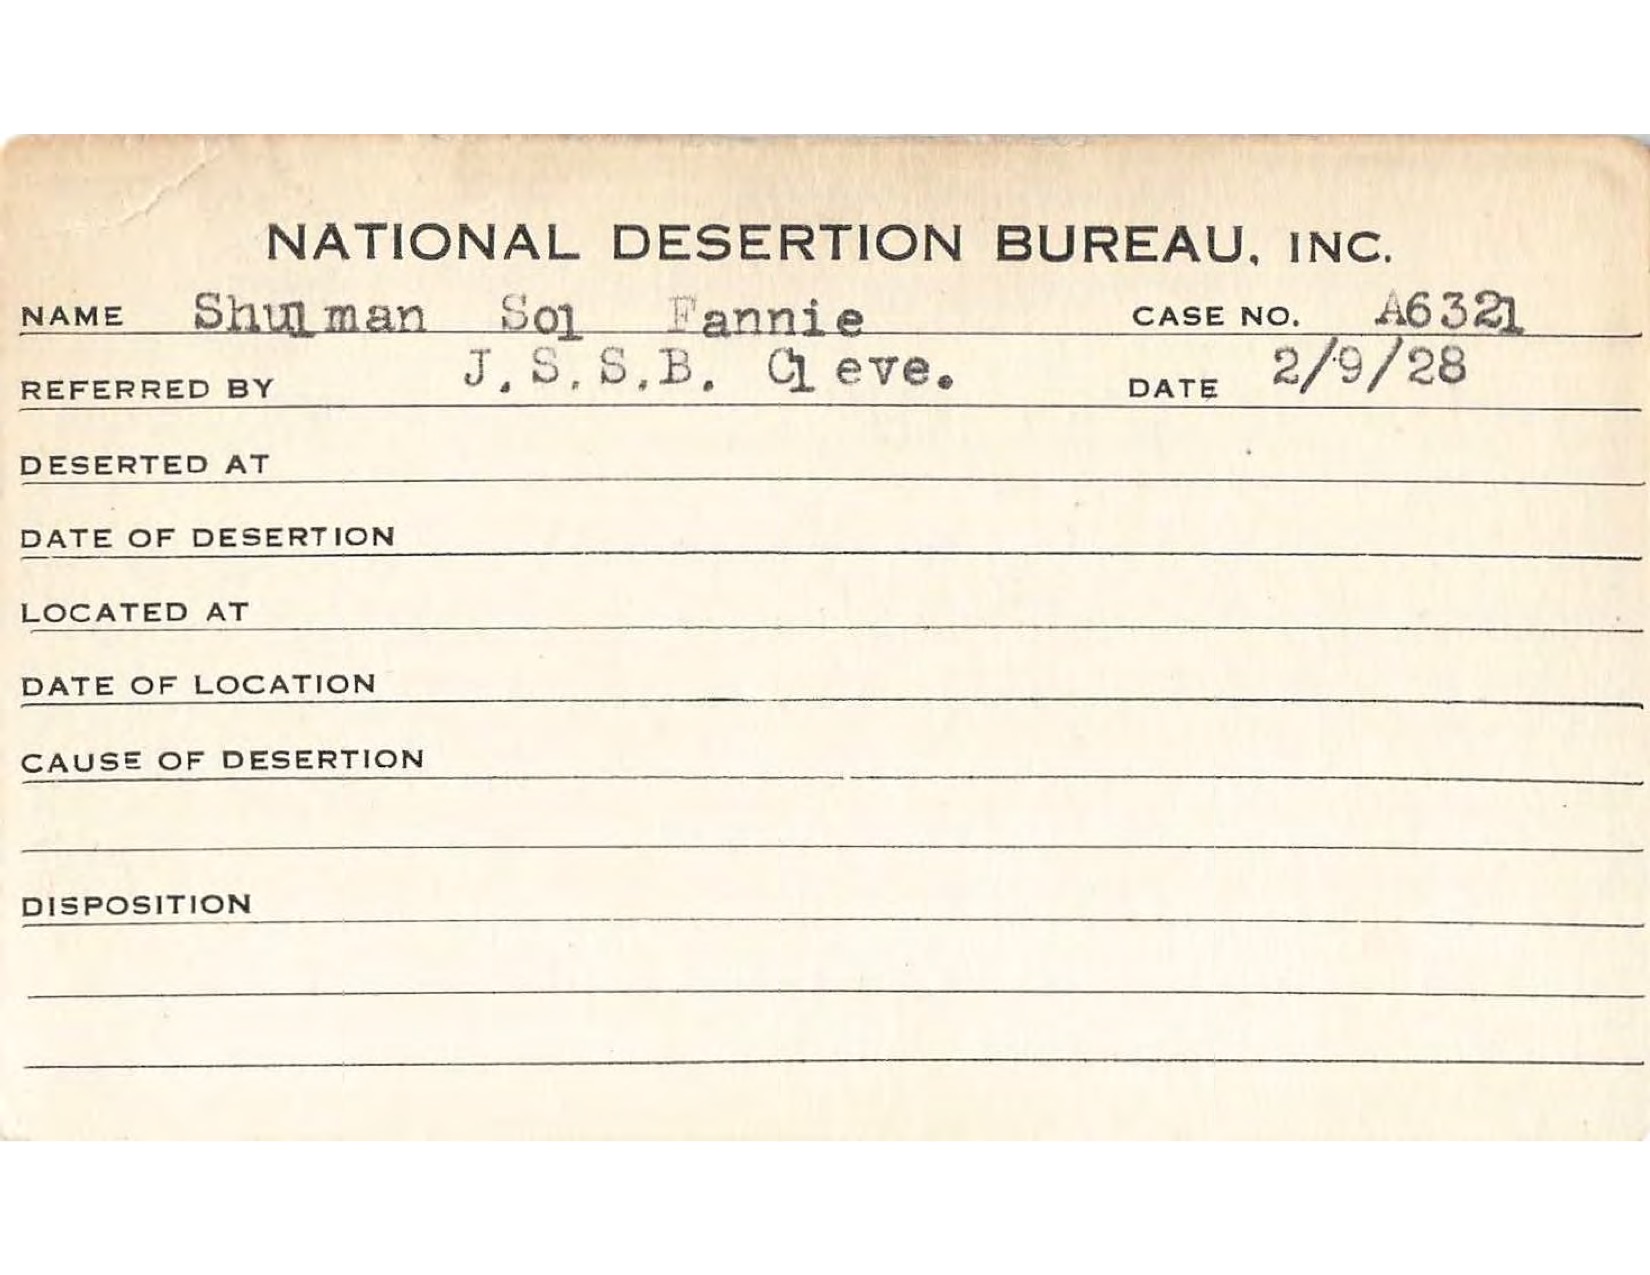 NATIONAL DESERTION BUREAU, INC.
NAME Shulman Sol Fannie CASE NO. A6321
REFERRED BY J.S.S.B. Cleve. DATE 2/9/28
DESERTED AT
DATE OF DESERTION
LOCATED AT
DATE OF LOCATION
CAUSE OF DESERTION
DISPOSITION